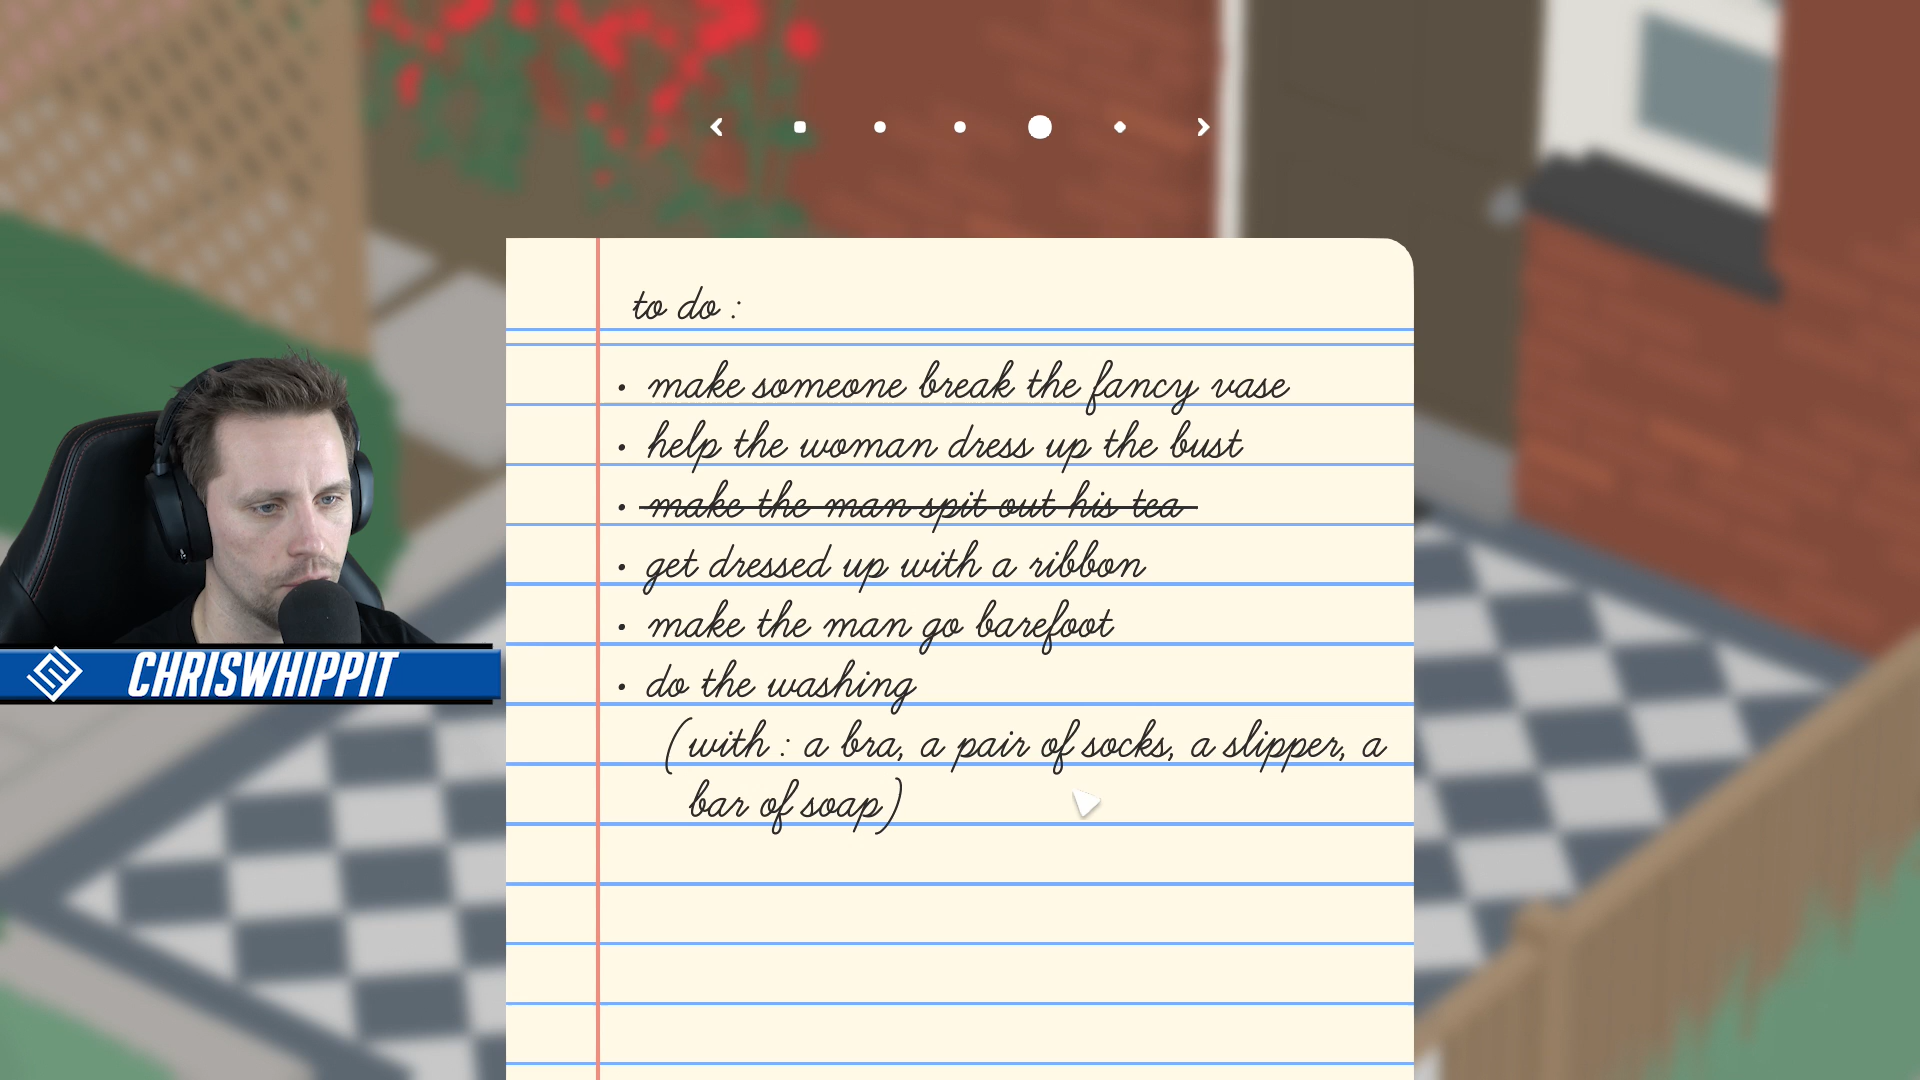 to do :
• make someone break the fancy vase
• help the woman dress up the bust
• make the man spit out his tea
• get dressed up with a ribbon
• make the man go barefoot
• do the washing
(with : a bra, a pair of socks, a slipper, a
bar of soap)
CHRISWHIPPIT